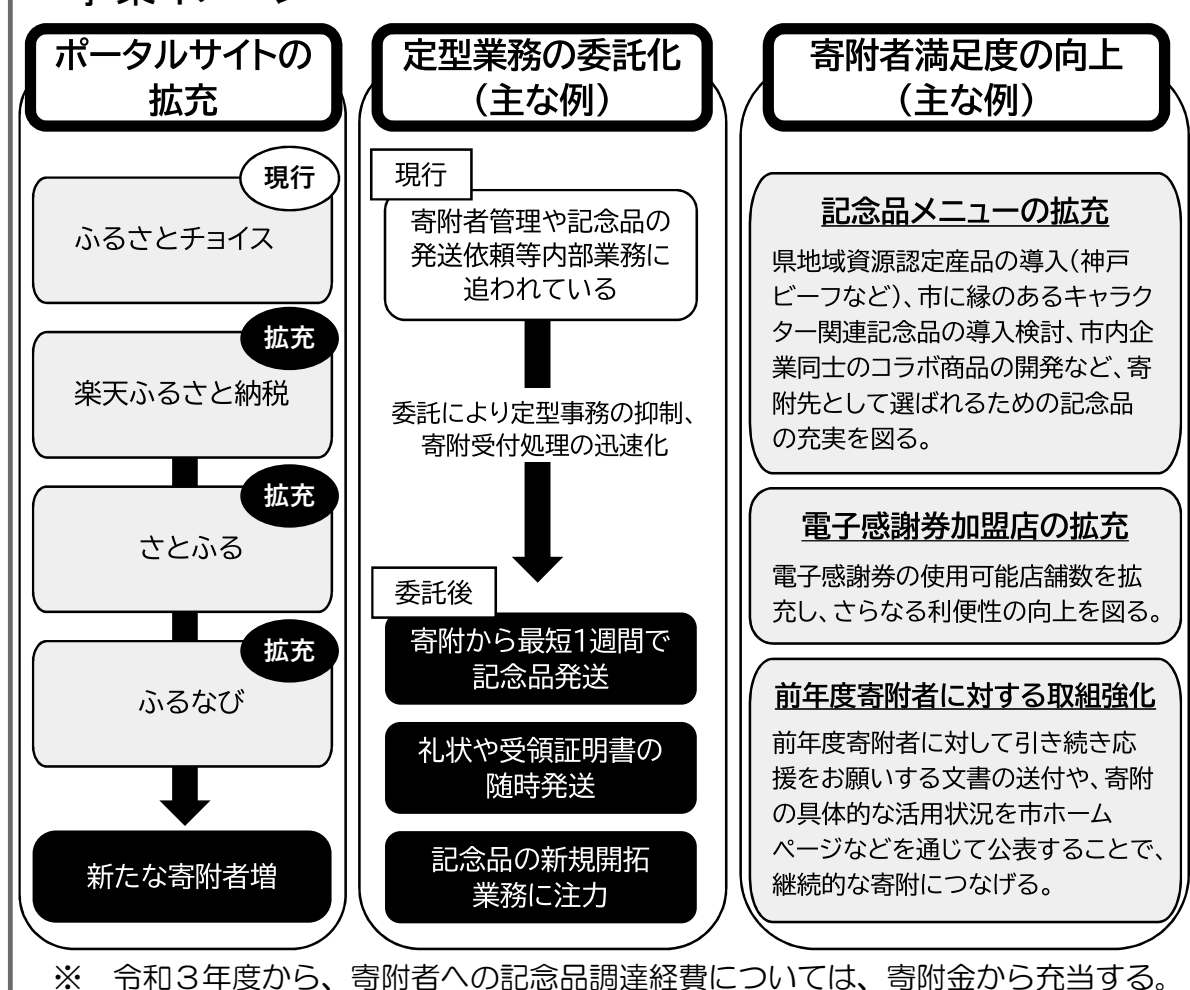 ポータルサイトの
拡充
現行
ふるさとチョイス
拡充
楽天ふるさと納税
拡充
さとふる
拡充
ふるなび
新たな寄附者増
定型業務の委託化
（主な例）
現行
寄附者管理や記念品の
発送依頼等内部業務に
追われている
委託により定型事務の抑制、
寄附受付処理の迅速化
委託後
寄附から最短1週間で
記念品発送
礼状や受領証明書の
随時発送
記念品の新規開拓
業務に注力
寄附者満足度の向上
（主な例）
記念品メニューの拡充
県地域資源認定産品の導入（神戸
ビーフなど）、市に縁のあるキャラク
ター関連記念品の導入検討、市内企
業同士のコラボ商品の開発など、寄
附先として選ばれるための記念品
の充実を図る。
電子感謝券加盟店の拡充
電子感謝券の使用可能店舗数を拡
充し、さらなる利便性の向上を図る。
前年度寄附者に対する取組強化
前年度寄附者に対して引き続き応
援をお願いする文書の送付や、寄附
の具体的な活用状況を市ホーム
ページなどを通じて公表することで、
継続的な寄附につなげる。
※　令和３年度から、寄附者への記念品調達経費については、寄附金から充当する。